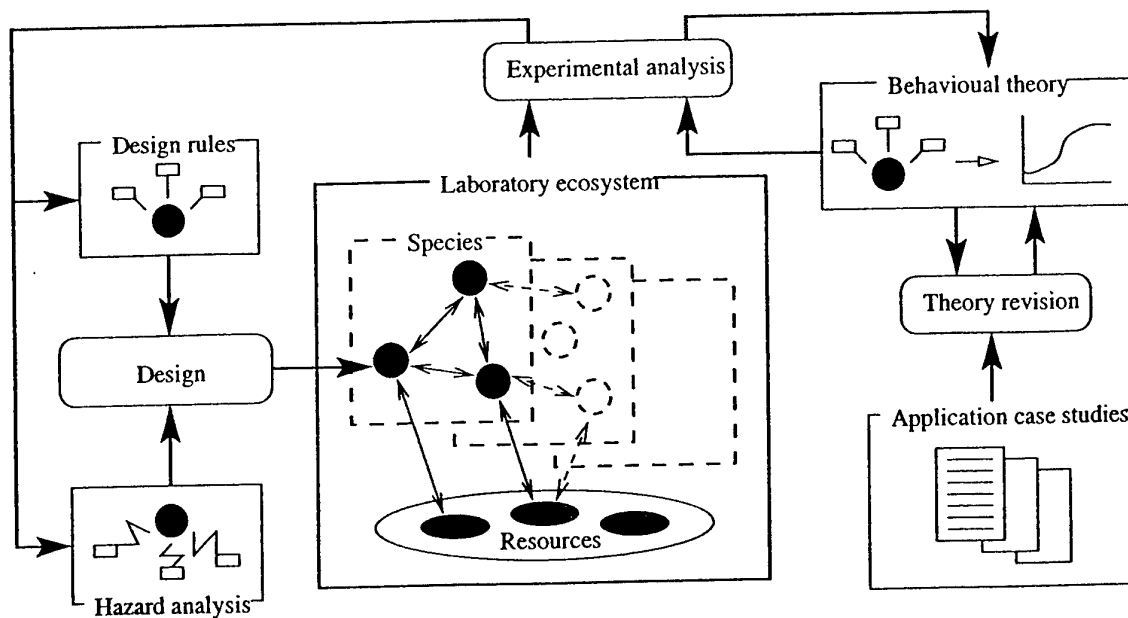 Experimental analysis
Behavioual theory
Design rules
Laboratory ecosystem
Species
Theory revision
Design
Application case studies
Resources
Hazard analysis